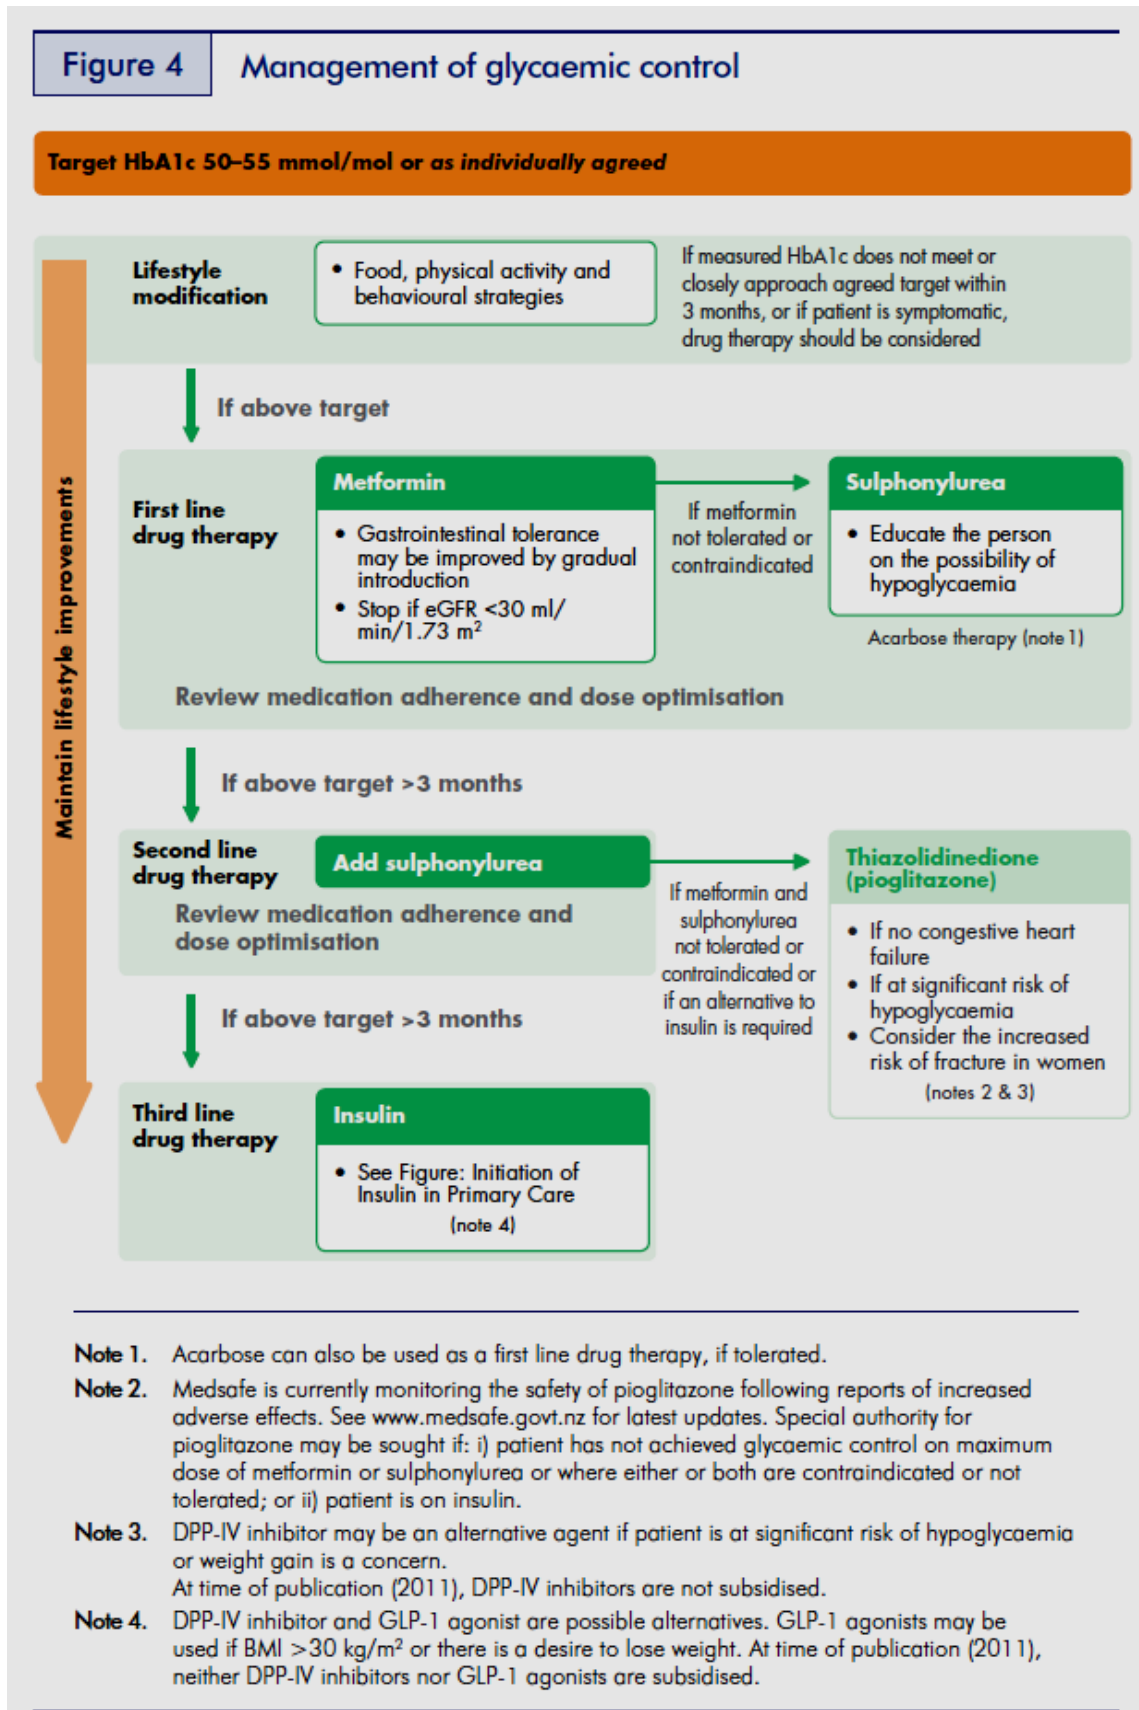 Figure 4
Management of glycaemic control
Target HbA1c 50–55 mmol/mol or as individually agreed
Maintain lifestyle improvements
Lifestyle
modification
• Food, physical activity and
behavioural strategies
If measured HbA1c does not meet or
closely approach agreed target within
3 months, or if patient is symptomatic,
drug therapy should be considered
If above target
First line
drug therapy
Metformin
• Gastrointestinal tolerance
may be improved by gradual
introduction
• Stop if eGFR <30 ml/
min/1.73 m²
If metformin
not tolerated or
contraindicated
Sulphonylurea
• Educate the person
on the possibility of
hypoglycaemia
Acarbose therapy (note 1)
Review medication adherence and dose optimisation
If above target >3 months
Second line
drug therapy
Add sulphonylurea
Review medication adherence and
dose optimisation
If metformin and
sulphonylurea
not tolerated or
contraindicated or
if an alternative to
insulin is required
Thiazolidinedione
(pioglitazone)
• If no congestive heart
failure
• If at significant risk of
hypoglycaemia
• Consider the increased
risk of fracture in women
(notes 2 & 3)
If above target >3 months
Third line
drug therapy
Insulin
• See Figure: Initiation of
Insulin in Primary Care
(note 4)
Note 1. Acarbose can also be used as a first line drug therapy, if tolerated.
Note 2. Medsafe is currently monitoring the safety of pioglitazone following reports of increased
adverse effects. See www.medsafe.govt.nz for latest updates. Special authority for
pioglitazone may be sought if: i) patient has not achieved glycaemic control on maximum
dose of metformin or sulphonylurea or where either or both are contraindicated or not
tolerated; or ii) patient is on insulin.
Note 3. DPP-IV inhibitor may be an alternative agent if patient is at significant risk of hypoglycaemia
or weight gain is a concern.
At time of publication (2011), DPP-IV inhibitors are not subsidised.
Note 4. DPP-IV inhibitor and GLP-1 agonist are possible alternatives. GLP-1 agonists may be
used if BMI >30 kg/m² or there is a desire to lose weight. At time of publication (2011),
neither DPP-IV inhibitors nor GLP-1 agonists are subsidised.